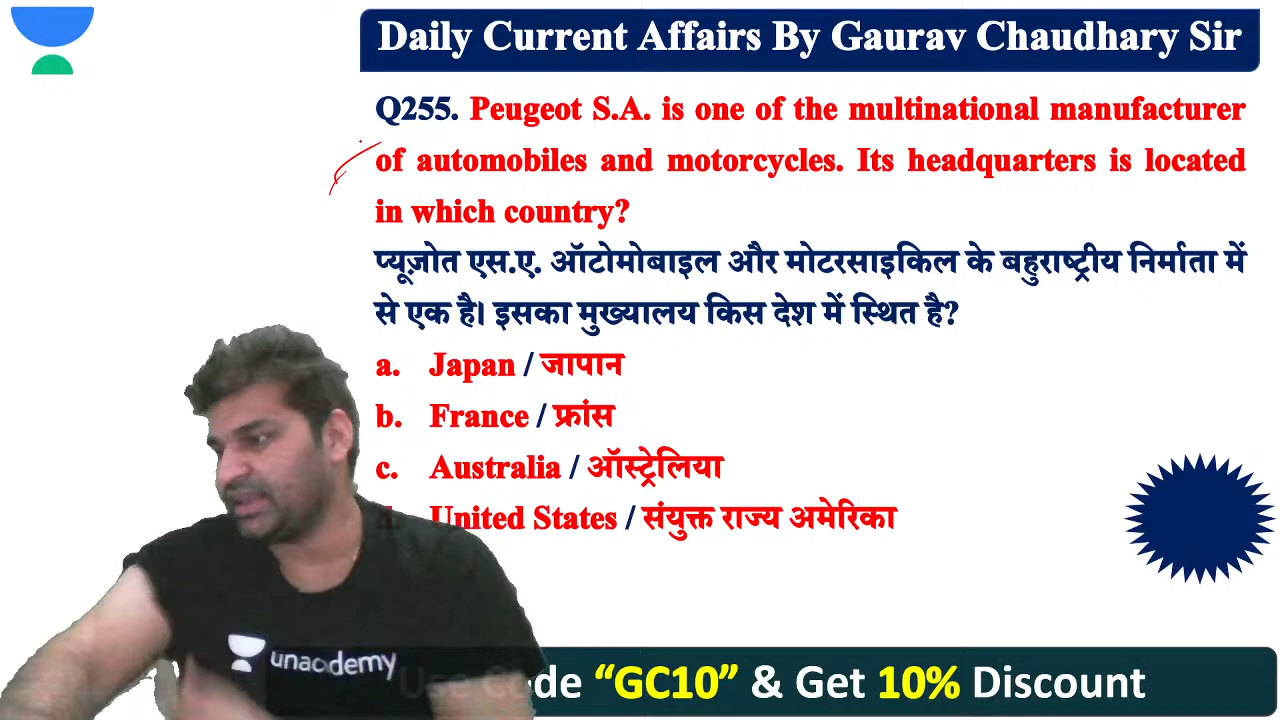 Daily Current Affairs By Gaurav Chaudhary Sir
Q255. Peugeot S.A. is one of the multinational manufacturer
of automobiles and motorcycles. Its headquarters is located
in which country?
प्यूज़ोत एस.ए. ऑटोमोबाइल और मोटरसाइकिल के बहुराष्ट्रीय निर्माता में
से एक है। इसका मुख्यालय किस देश में स्थित है?
a. Japan / जापान
b. France / फ्रांस
c. Australia / ऑस्ट्रेलिया
d. United States / संयुक्त राज्य अमेरिका
unacademy
Use Code “GC10” & Get 10% Discount